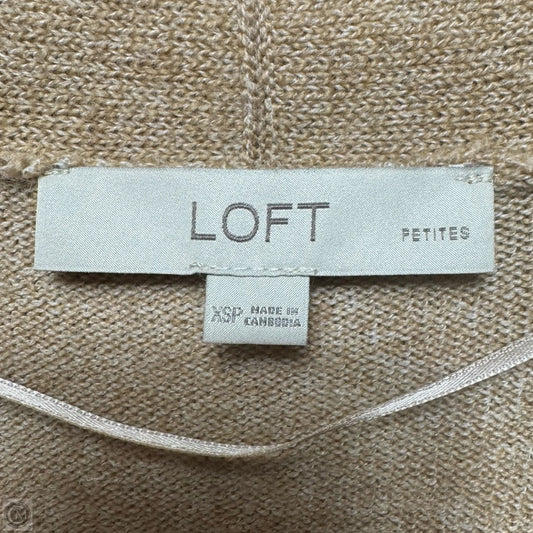 LOFT
PETITES
XSP MADE IN
CAMBODIA